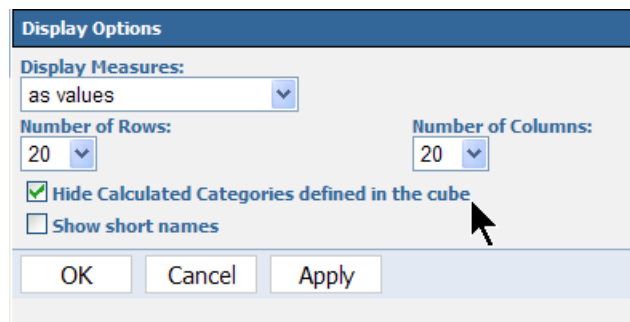 Display Options
Display Measures:
as values
Number of Rows: Number of Columns:
20 20
Hide Calculated Categories defined in the cube
Show short names
OK Cancel Apply